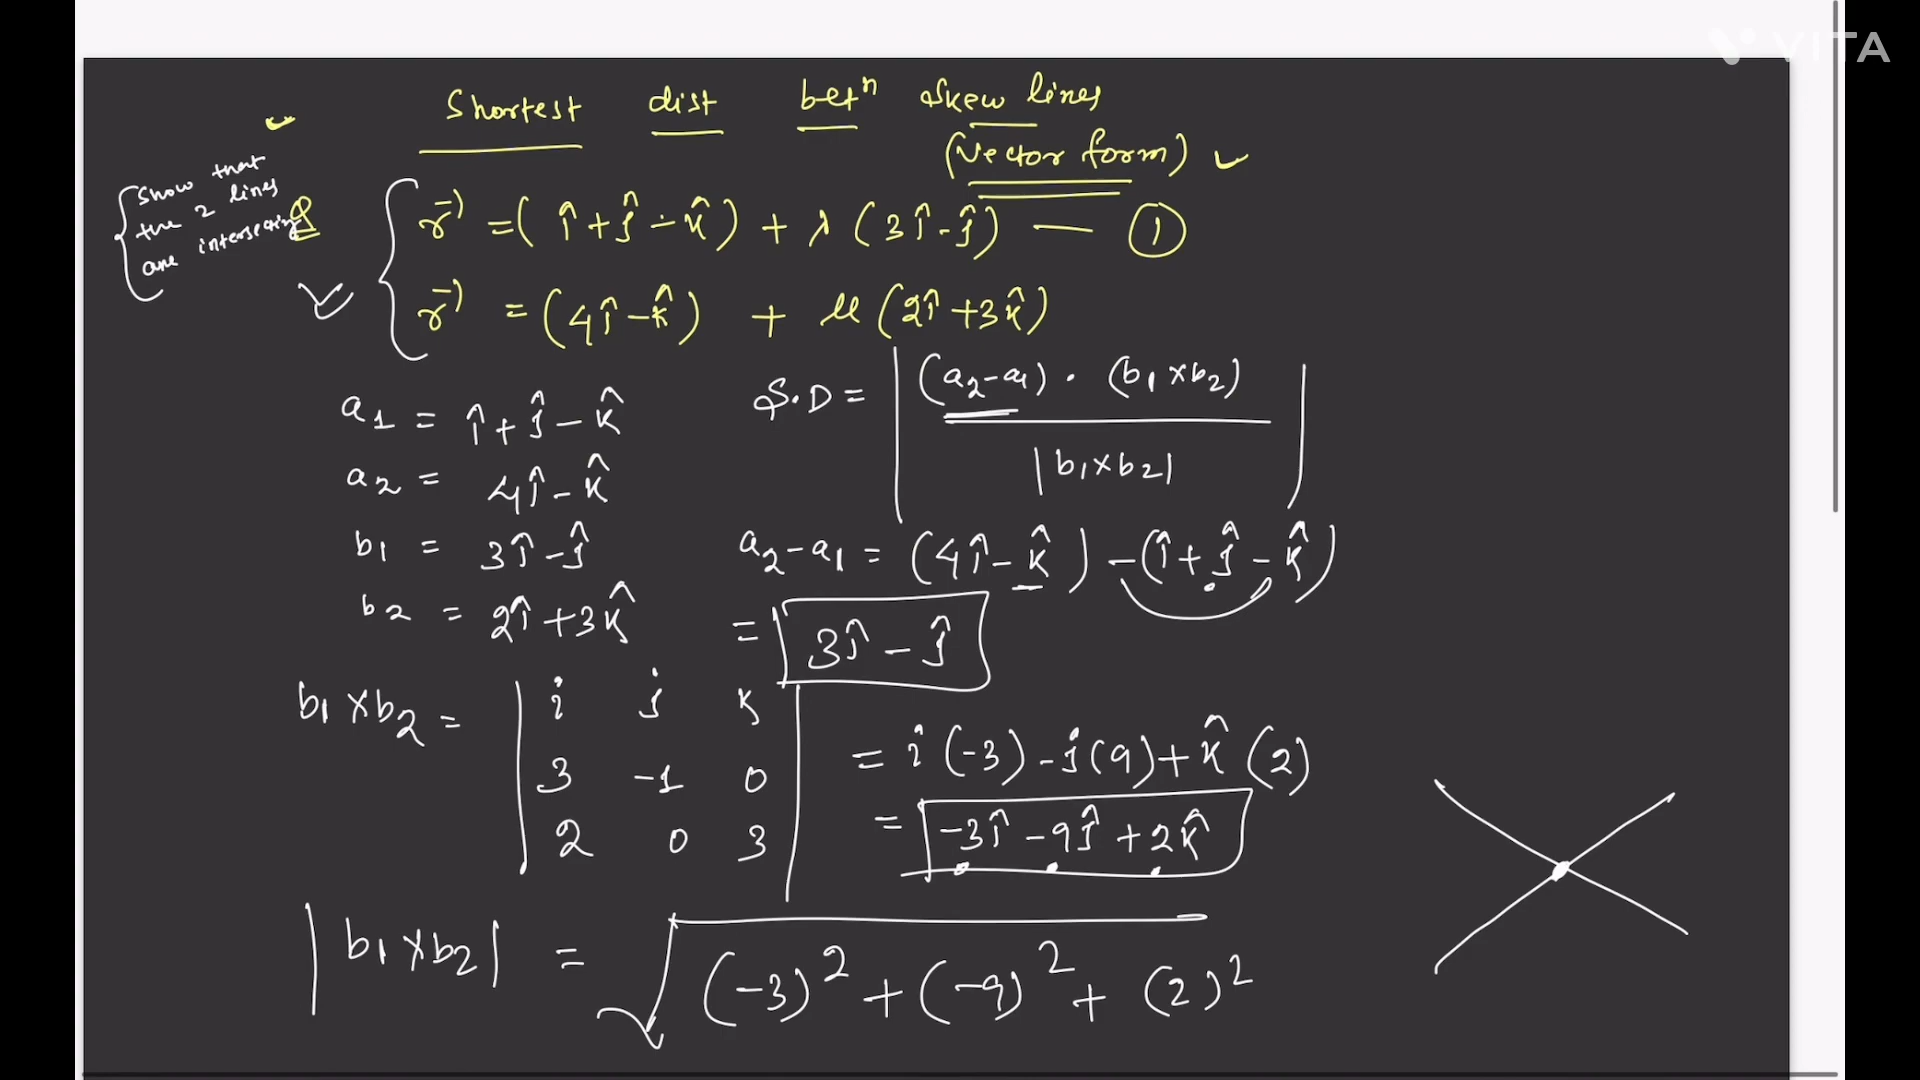 VITA
Shortest dist betⁿ skew lines
(Vector form)
Show that
the 2 lines
are intersecting
Q
r⃗ = (î + ĵ - k̂) + λ (3î - ĵ) — ①
r⃗ = (4î - k̂) + μ (2î + 3k̂)
S.D = | (a₂-a₁) · (b₁×b₂) / |b₁×b₂| |
a₁ = î + ĵ - k̂
a₂ = 4î - k̂
b₁ = 3î - ĵ
b₂ = 2î + 3k̂
a₂-a₁ = (4î - k̂) - (î + ĵ - k̂)
= 3î - ĵ
b₁×b₂ = | i j k
3 -1 0
2 0 3 |
= i(-3) - j(9) + k̂(2)
= -3î - 9ĵ + 2k̂
|b₁×b₂| = √(-3)² + (-9)² + (2)²